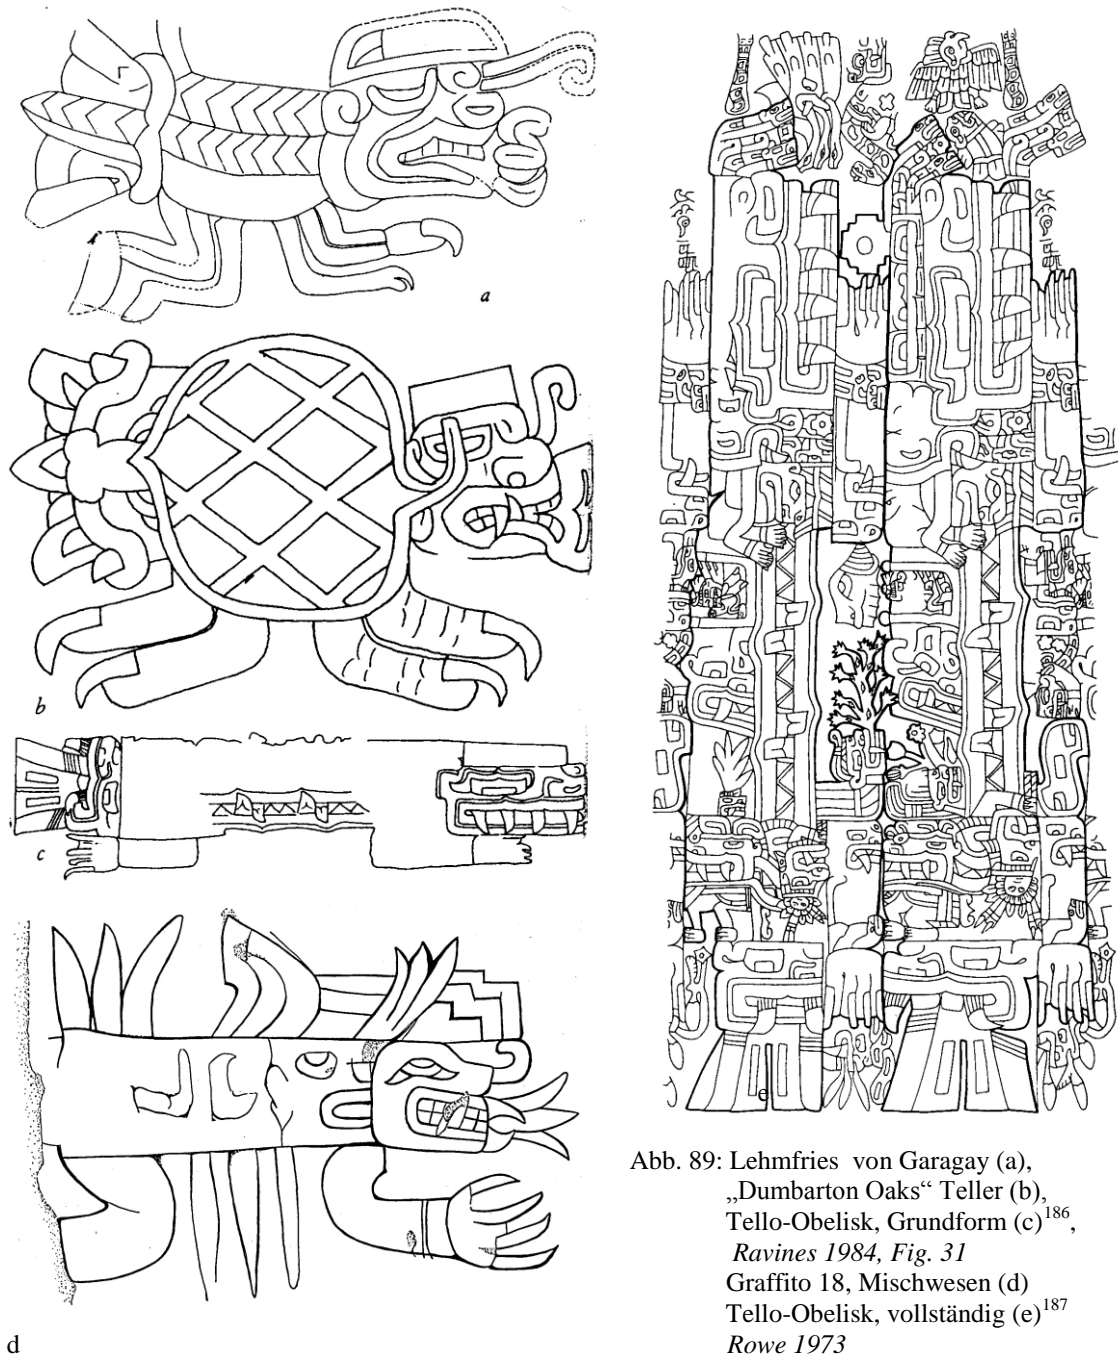 a
b
c
d
e
Abb. 89: Lehmfries von Garagay (a),
„Dumbarton Oaks“ Teller (b),
Tello-Obelisk, Grundform (c)186,
Ravines 1984, Fig. 31
Graffito 18, Mischwesen (d)
Tello-Obelisk, vollständig (e)187
Rowe 1973